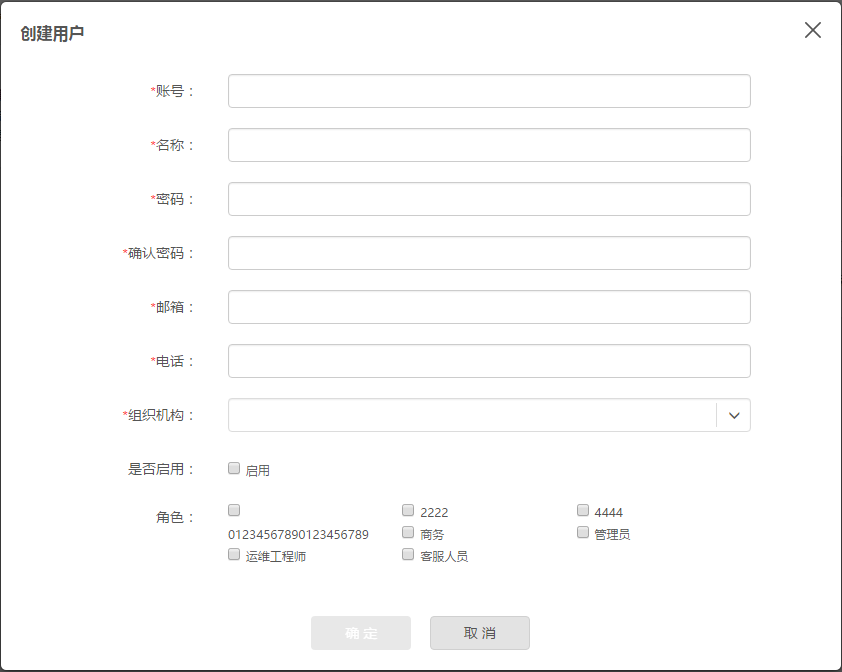 创建用户
*账号：
*名称：
*密码：
*确认密码：
*邮箱：
*电话：
*组织机构：
是否启用： 启用
角色： 2222 4444
01234567890123456789 商务 管理员
运维工程师 客服人员
确 定 取 消